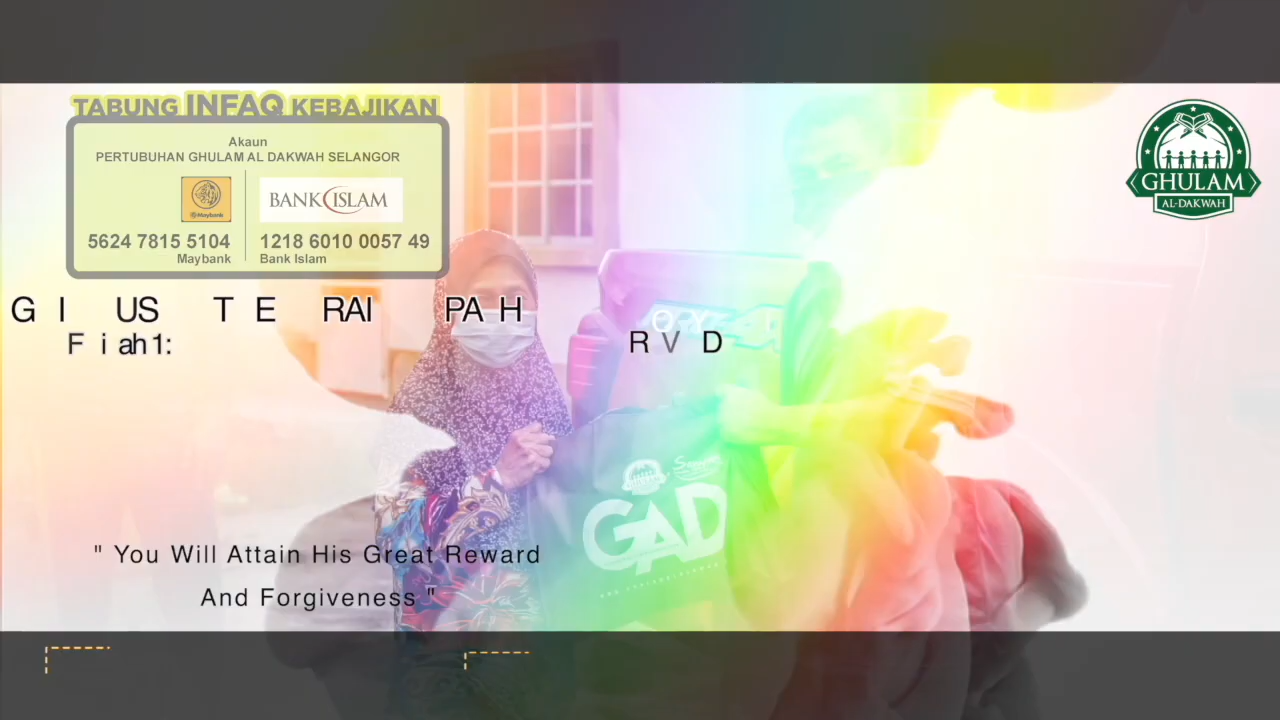 TABUNG INFAQ KEBAJIKAN
Akaun
PERTUBUHAN GHULAM AL DAKWAH SELANGOR
Maybank
BANK ISLAM
5624 7815 5104
Maybank
1218 6010 0057 49
Bank Islam
GHULAM
AL-DAKWAH
GAD
" You Will Attain His Great Reward
And Forgiveness "